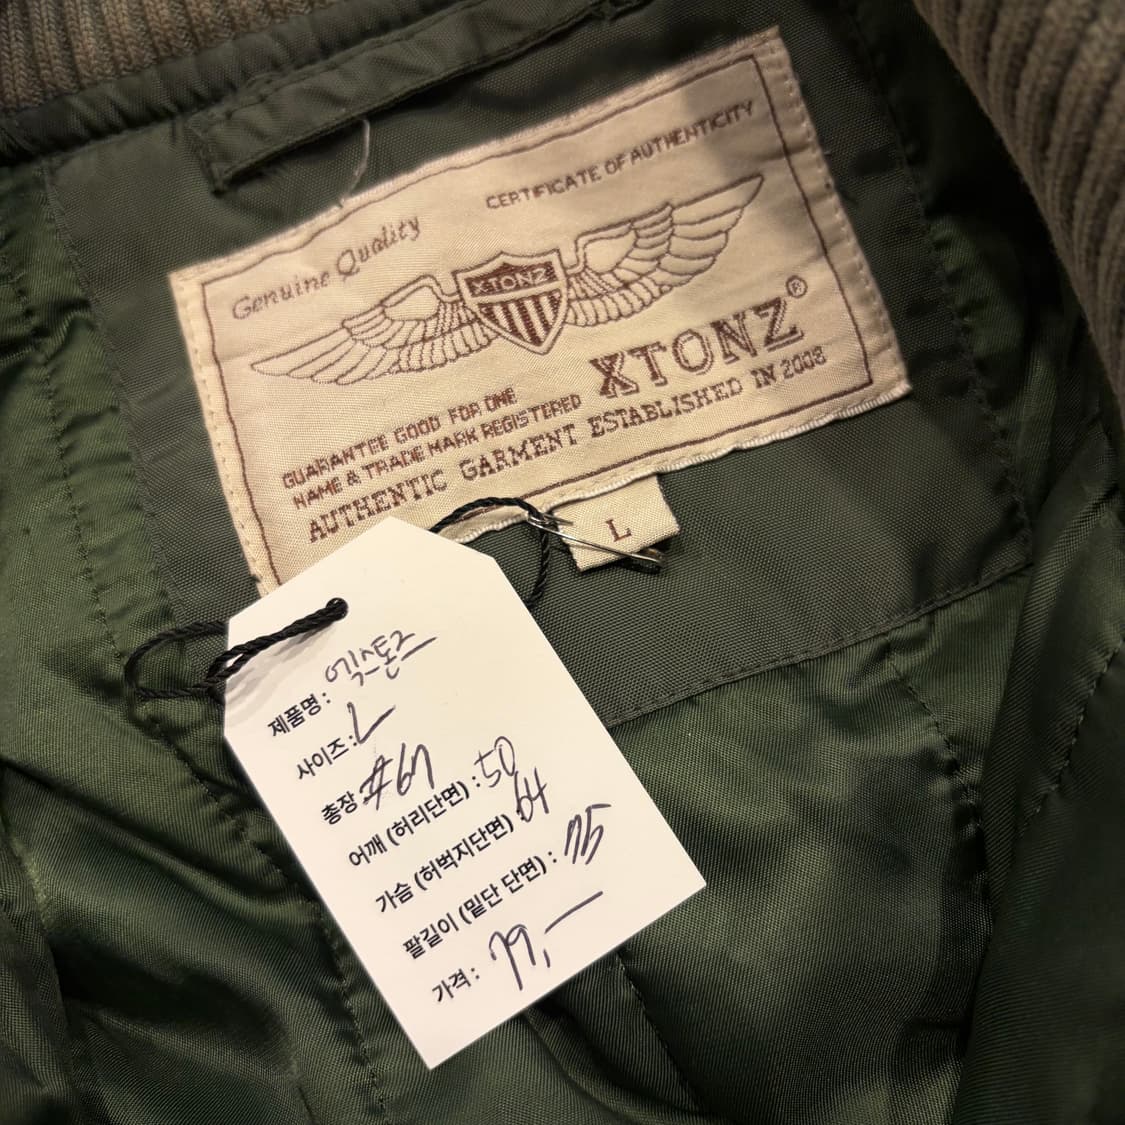 Genuine Quality
CERTIFICATE OF AUTHENTICITY
XTONZ
XTONZ®
GUARANTEE GOOD FOR ONE
NAME & TRADE MARK REGISTERED
AUTHENTIC GARMENT ESTABLISHED IN 2008
L
제품명 : 엑스톤즈
사이즈 : L
총장 #67
어깨 (허리단면) : 50
가슴 (허벅지단면) 64
팔길이 (밑단 단면) : 75
가격 : 79,—